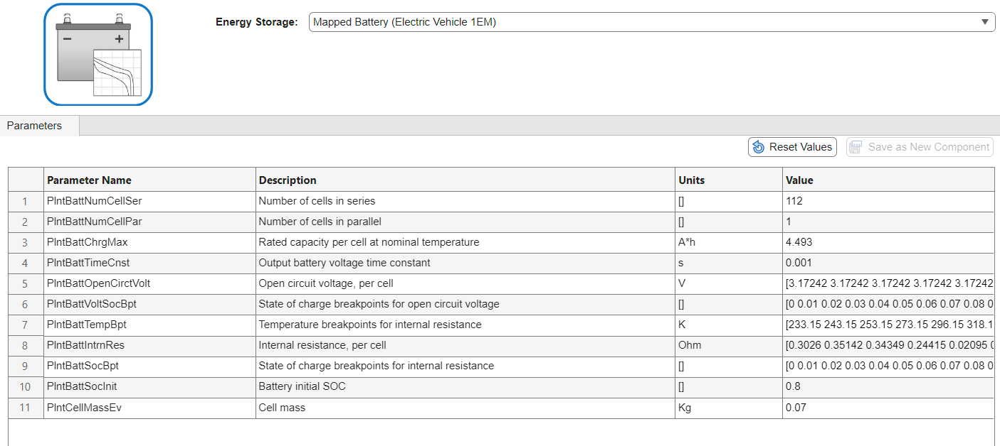 Energy Storage: Mapped Battery (Electric Vehicle 1EM)
Parameters
Reset Values Save as New Component
Parameter Name Description Units Value
1 PlntBattNumCellSer Number of cells in series [] 112
2 PlntBattNumCellPar Number of cells in parallel [] 1
3 PlntBattChrgMax Rated capacity per cell at nominal temperature A*h 4.493
4 PlntBattTimeCnst Output battery voltage time constant s 0.001
5 PlntBattOpenCirctVolt Open circuit voltage, per cell V [3.17242 3.17242 3.17242 3.17242 3.17242
6 PlntBattVoltSocBpt State of charge breakpoints for open circuit voltage [] [0 0.01 0.02 0.03 0.04 0.05 0.06 0.07 0.08 0
7 PlntBattTempBpt Temperature breakpoints for internal resistance K [233.15 243.15 253.15 273.15 296.15 318.1
8 PlntBattIntrnRes Internal resistance, per cell Ohm [0.3026 0.35142 0.34349 0.24415 0.02095
9 PlntBattSocBpt State of charge breakpoints for internal resistance [] [0 0.01 0.02 0.03 0.04 0.05 0.06 0.07 0.08 0
10 PlntBattSocInit Battery initial SOC [] 0.8
11 PlntCellMassEv Cell mass Kg 0.07